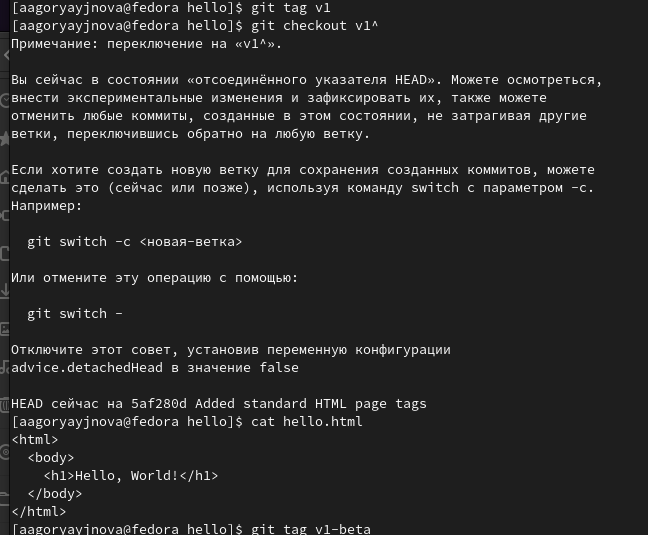 [aagoryayjnova@fedora hello]$ git tag v1
[aagoryayjnova@fedora hello]$ git checkout v1^
Примечание: переключение на «v1^».
Вы сейчас в состоянии «отсоединённого указателя HEAD». Можете осмотреться,
внести экспериментальные изменения и зафиксировать их, также можете
отменить любые коммиты, созданные в этом состоянии, не затрагивая другие
ветки, переключившись обратно на любую ветку.
Если хотите создать новую ветку для сохранения созданных коммитов, можете
сделать это (сейчас или позже), используя команду switch с параметром -c.
Например:
  git switch -c <новая-ветка>
Или отмените эту операцию с помощью:
  git switch -
Отключите этот совет, установив переменную конфигурации
advice.detachedHead в значение false
HEAD сейчас на 5af280d Added standard HTML page tags
[aagoryayjnova@fedora hello]$ cat hello.html
<html>
  <body>
    <h1>Hello, World!</h1>
  </body>
</html>
[aagoryayjnova@fedora hello]$ git tag v1-beta